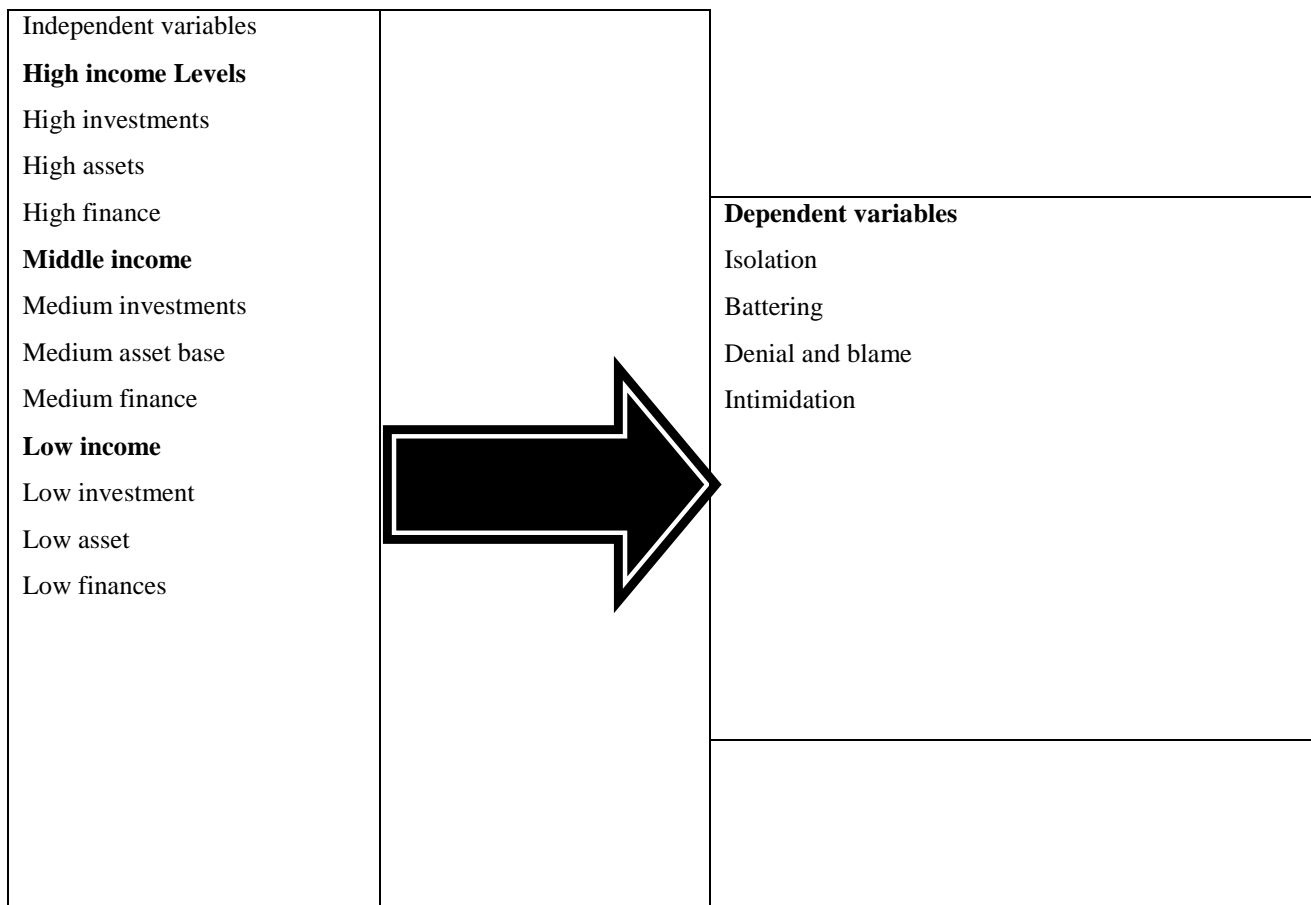 Independent variables
High income Levels
High investments
High assets
High finance
Middle income
Medium investments
Medium asset base
Medium finance
Low income
Low investment
Low asset
Low finances
Dependent variables
Isolation
Battering
Denial and blame
Intimidation